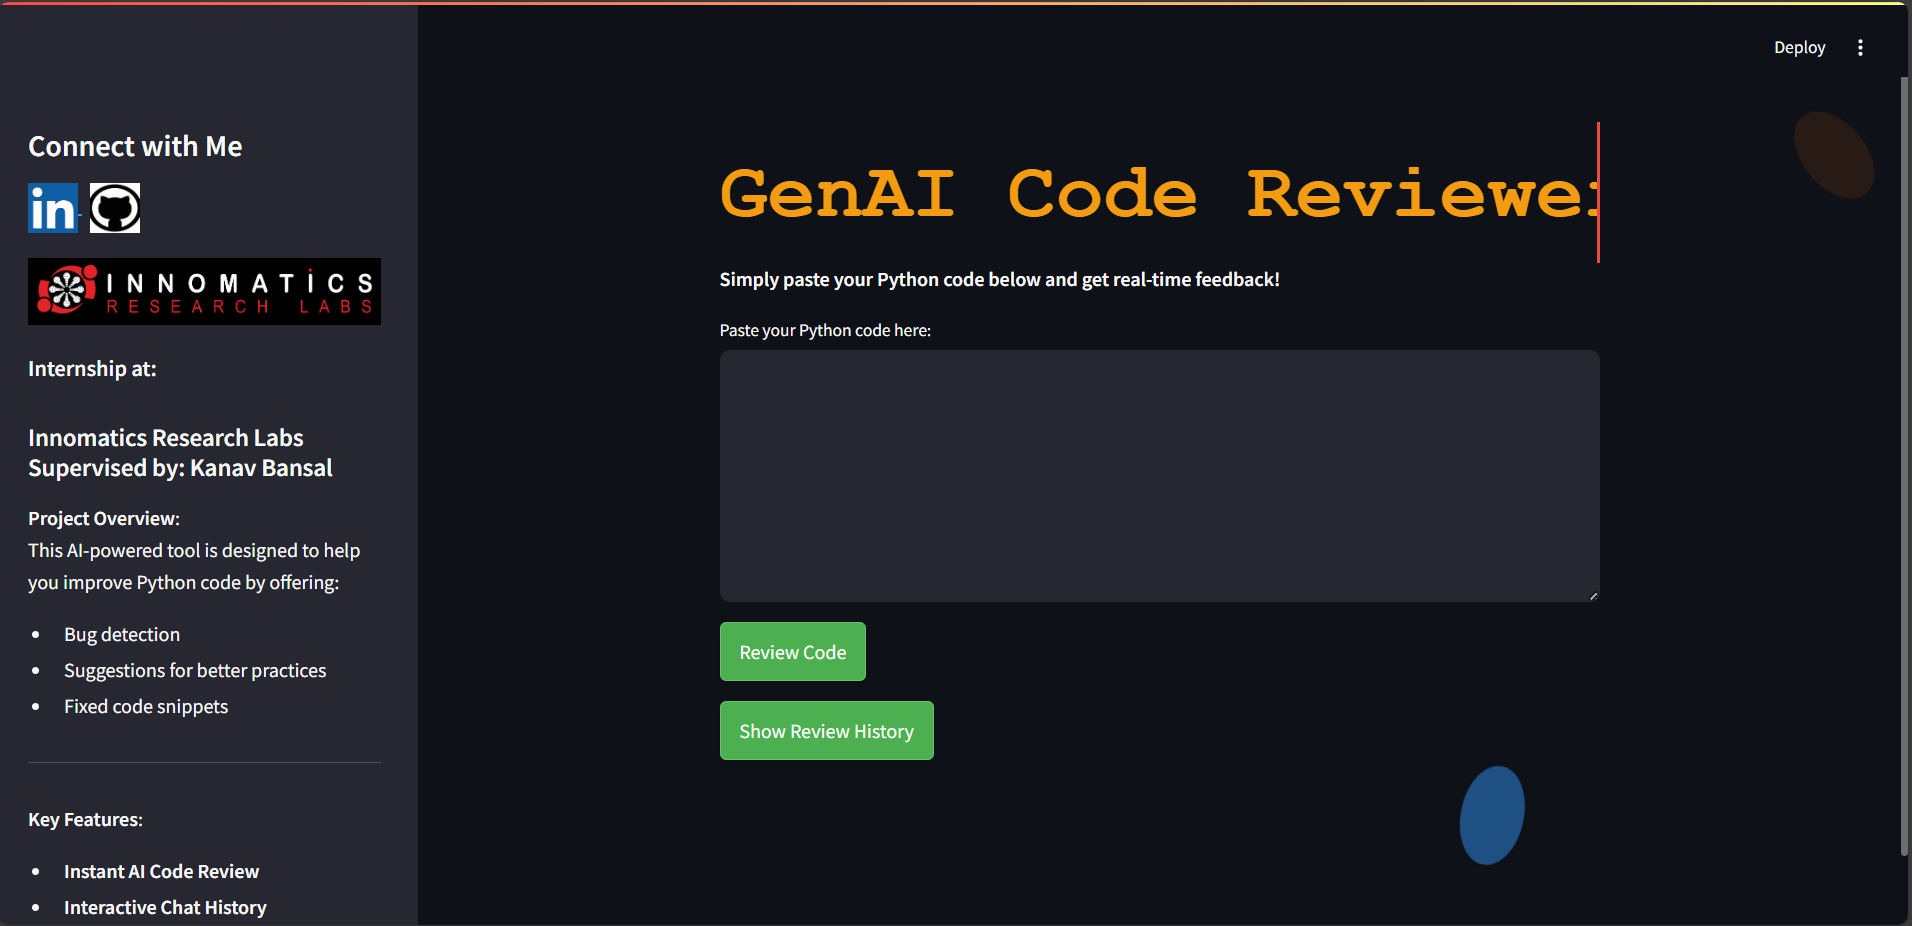 Deploy
Connect with Me
in
INNOMATICS
RESEARCH LABS
Internship at:
Innomatics Research Labs
Supervised by: Kanav Bansal
Project Overview:
This AI-powered tool is designed to help
you improve Python code by offering:
Bug detection
Suggestions for better practices
Fixed code snippets
Key Features:
Instant AI Code Review
Interactive Chat History
GenAI Code Reviewer
Simply paste your Python code below and get real-time feedback!
Paste your Python code here:
Review Code
Show Review History